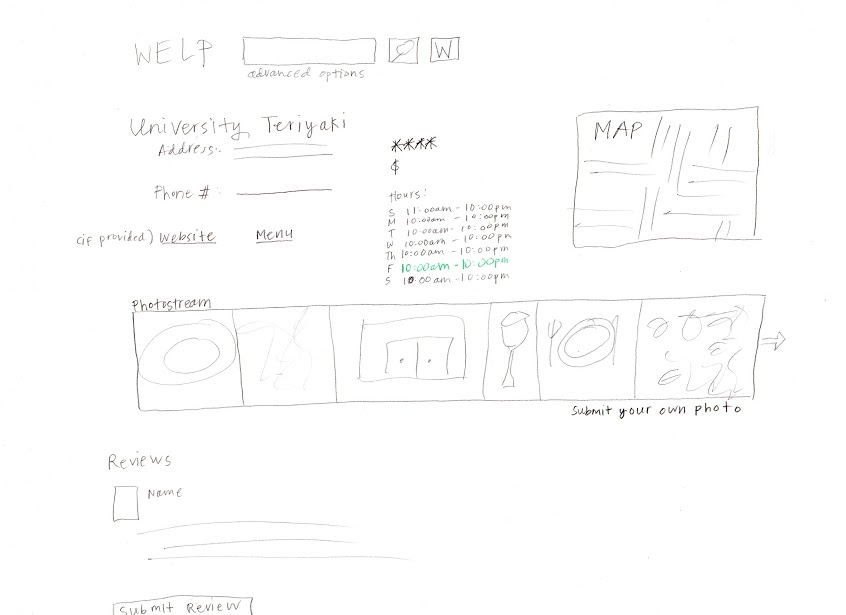 WELP W
advanced options
University Teriyaki
Address:
****
$
MAP
Phone #:
(if provided) Website Menu
Hours:
S 11:00am - 10:00pm
M 10:00am - 10:00pm
T 10:00am - 10:00pm
W 10:00am - 10:00pm
Th 10:00am - 10:00pm
F 10:00am - 10:00pm
S 10:00am - 10:00pm
Photostream
Submit your own photo
Reviews
Name
Submit Review